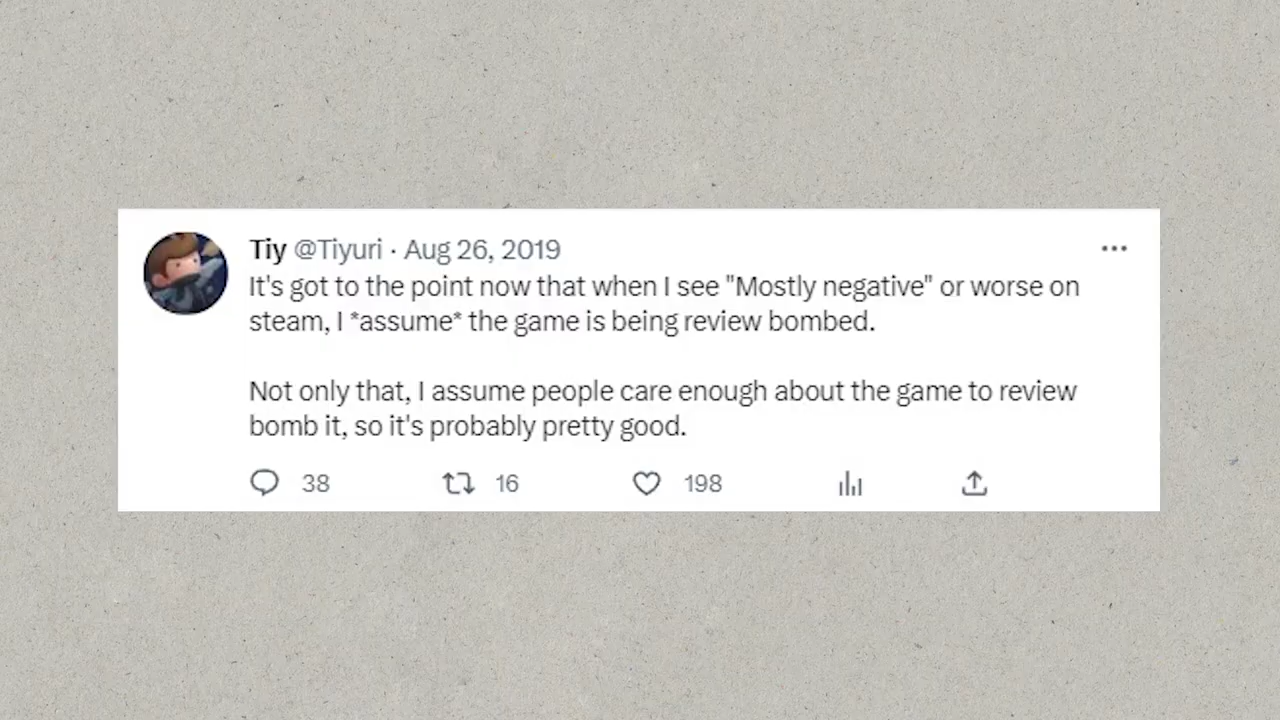 Tiy @Tiyuri · Aug 26, 2019
It's got to the point now that when I see "Mostly negative" or worse on
steam, I *assume* the game is being review bombed.
Not only that, I assume people care enough about the game to review
bomb it, so it's probably pretty good.
38 16 198